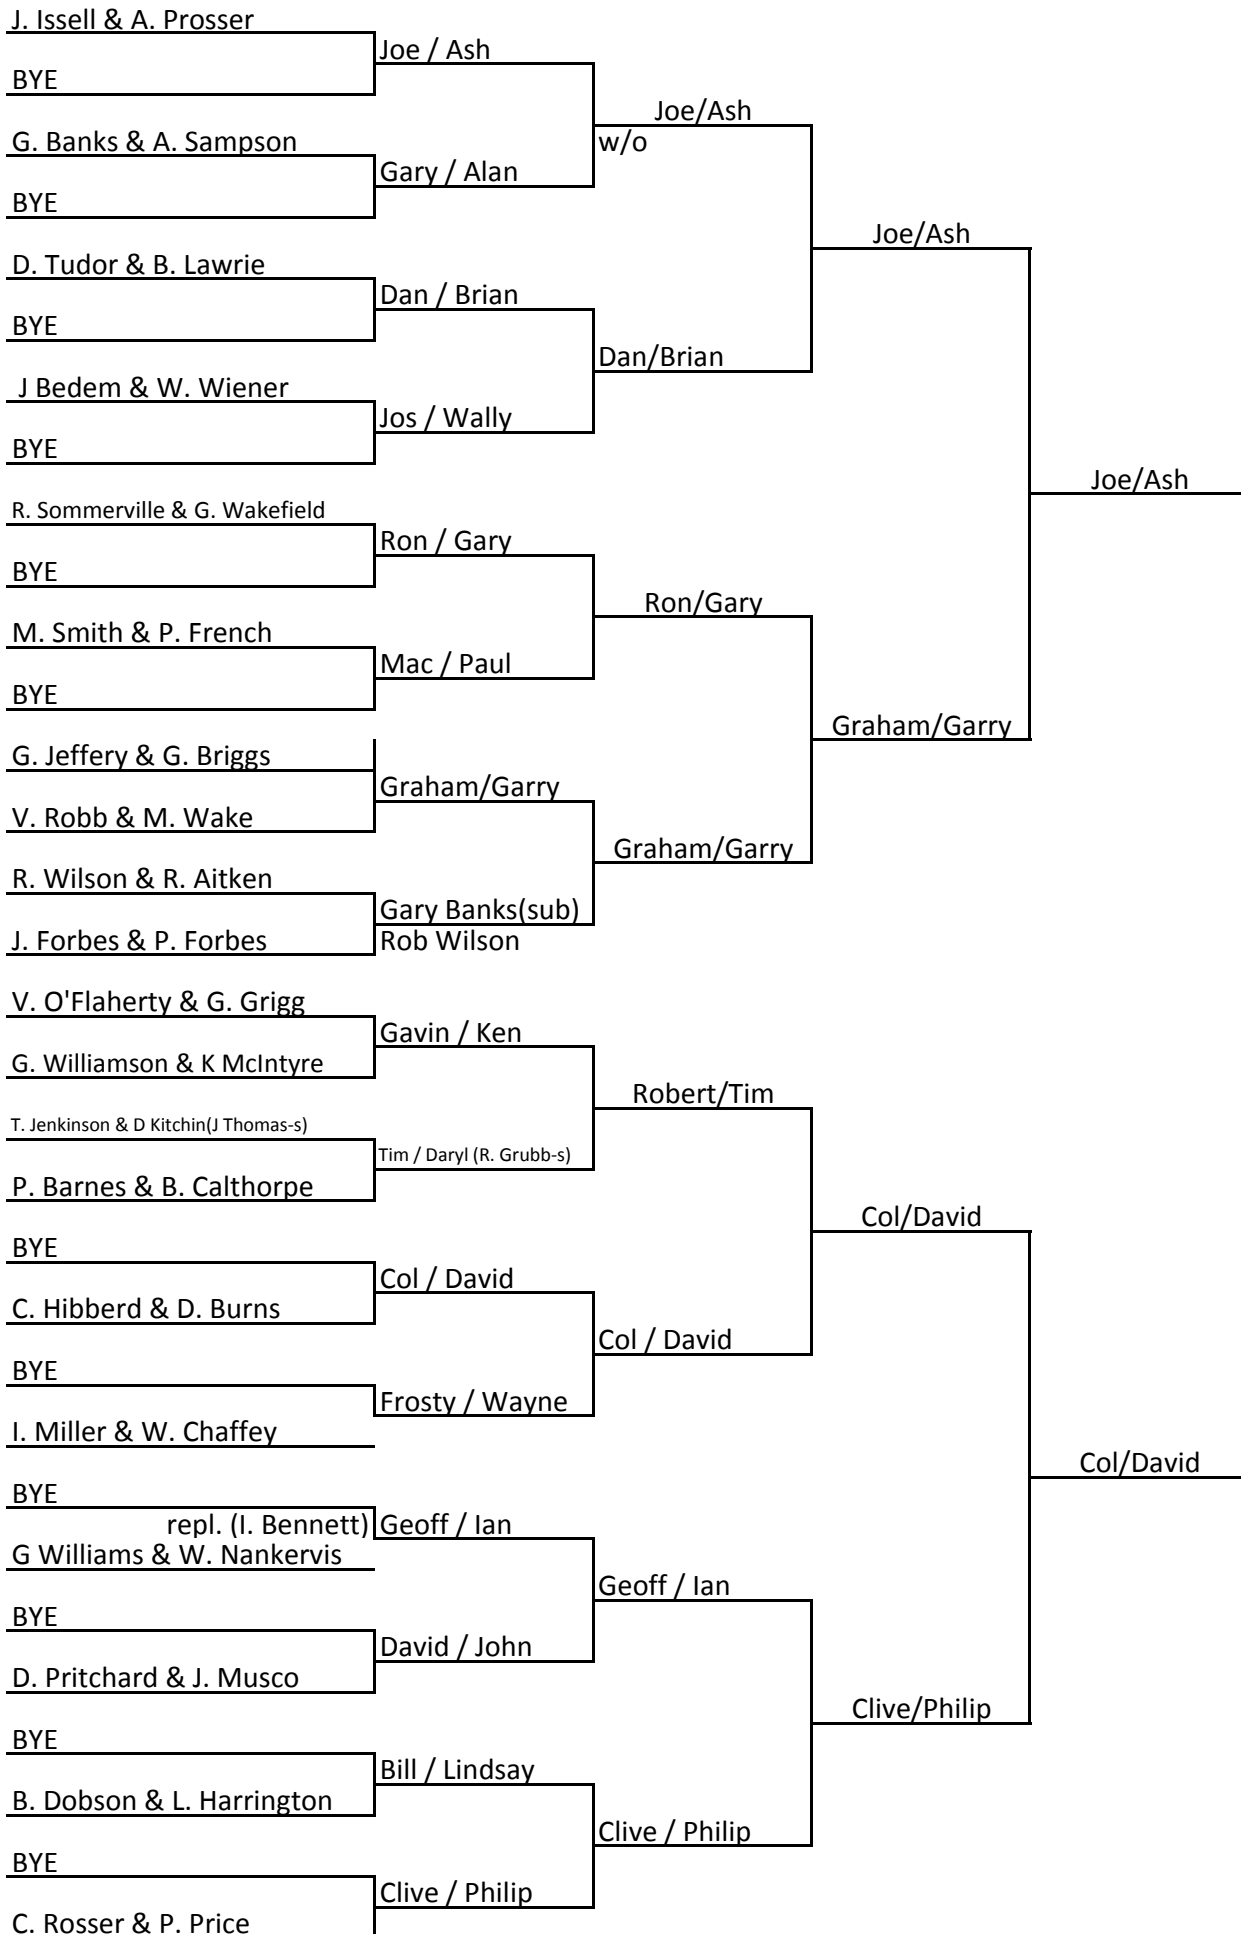 J. Issell & A. Prosser
Joe / Ash
BYE
Joe/Ash
w/o
G. Banks & A. Sampson
Gary / Alan
BYE
Joe/Ash
D. Tudor & B. Lawrie
Dan / Brian
BYE
Dan/Brian
J Bedem & W. Wiener
Jos / Wally
BYE
Joe/Ash
R. Sommerville & G. Wakefield
Ron / Gary
BYE
Ron/Gary
M. Smith & P. French
Mac / Paul
BYE
Graham/Garry
G. Jeffery & G. Briggs
Graham/Garry
V. Robb & M. Wake
Graham/Garry
R. Wilson & R. Aitken
Gary Banks(sub)
J. Forbes & P. Forbes
Rob Wilson
V. O'Flaherty & G. Grigg
Gavin / Ken
G. Williamson & K McIntyre
Robert/Tim
T. Jenkinson & D Kitchin(J Thomas-s)
Tim / Daryl (R. Grubb-s)
P. Barnes & B. Calthorpe
Col/David
BYE
Col / David
C. Hibberd & D. Burns
Col / David
BYE
Frosty / Wayne
I. Miller & W. Chaffey
Col/David
BYE
repl. (I. Bennett)
Geoff / Ian
G Williams & W. Nankervis
Geoff / Ian
BYE
David / John
D. Pritchard & J. Musco
Clive/Philip
BYE
Bill / Lindsay
B. Dobson & L. Harrington
Clive / Philip
BYE
Clive / Philip
C. Rosser & P. Price